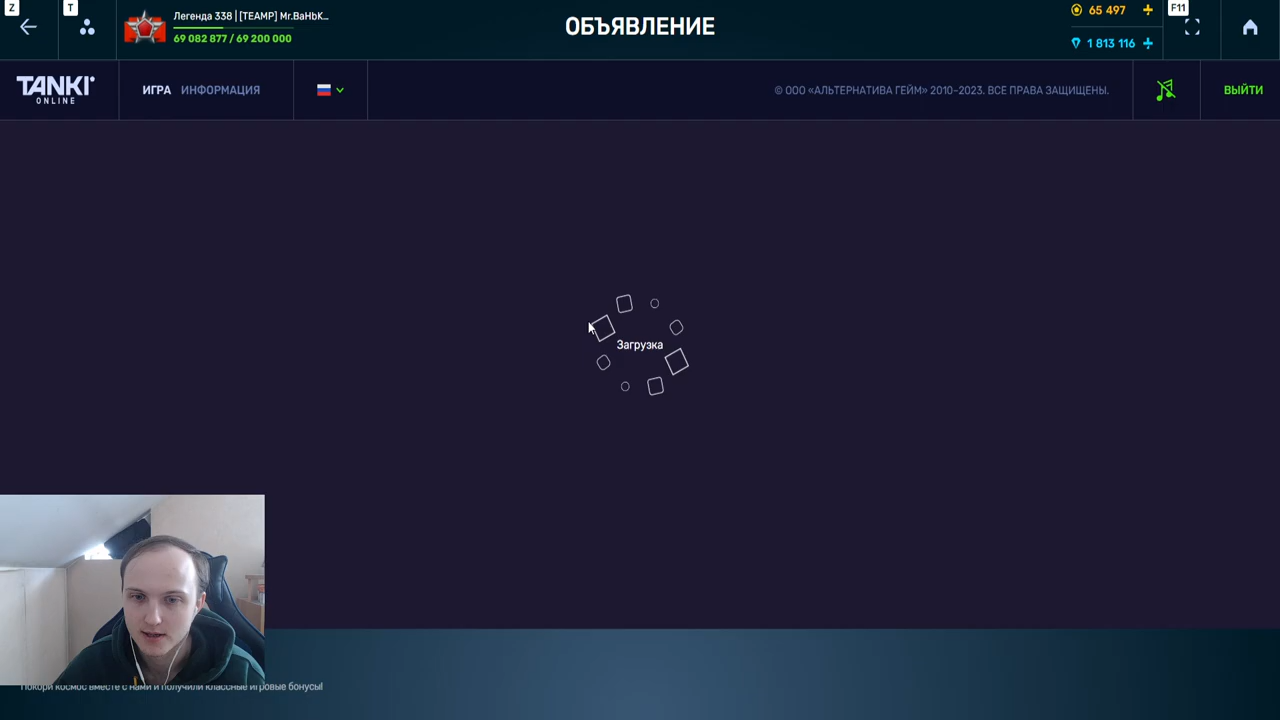 Z
T
Легенда 338 | [TEAMP] Mr.BaHbK...
69 082 877 / 69 200 000
ОБЪЯВЛЕНИЕ
65 497
F11
1 813 116
TANKI
ONLINE
ИГРА
ИНФОРМАЦИЯ
© ООО «АЛЬТЕРНАТИВА ГЕЙМ» 2010–2023. ВСЕ ПРАВА ЗАЩИЩЕНЫ.
ВЫЙТИ
Загрузка
Покори космос вместе с нами и получили классные игровые бонусы!